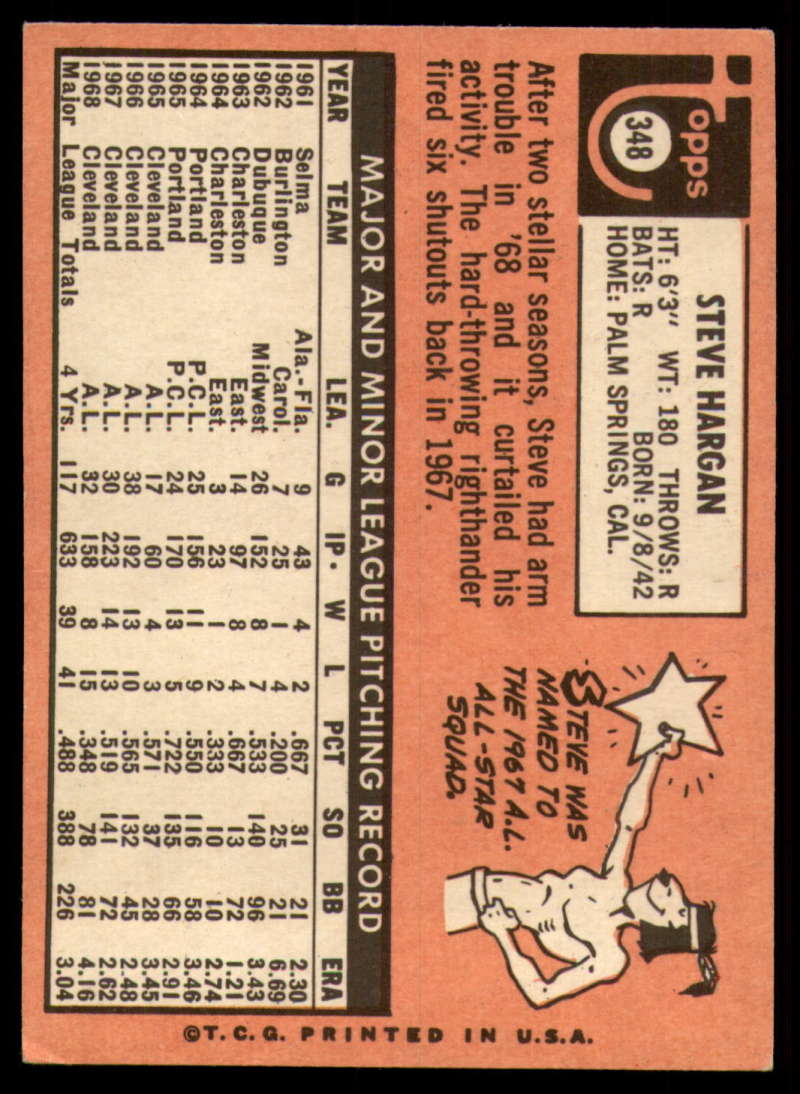 Topps
348
STEVE HARGAN
HT: 6'3" WT: 180 THROWS: R
BATS: R BORN: 9/8/42
HOME: PALM SPRINGS, CAL.
After two stellar seasons, Steve had arm
trouble in '68 and it curtailed his
activity. The hard-throwing righthander
fired six shutouts back in 1967.
STEVE WAS
NAMED TO
THE 1967 A.L.
ALL-STAR
SQUAD.
MAJOR AND MINOR LEAGUE PITCHING RECORD
YEAR TEAM LEA. G IP. W L PCT SO BB ERA
1961 Selma Ala.-Fla. 9 43 4 2 .667 31 21 2.30
1962 Burlington Carol. 7 25 1 4 .200 25 21 6.69
1962 Dubuque Midwest 26 152 8 7 .533 140 96 3.43
1963 Charleston East. 14 97 8 4 .667 13 72 1.21
1964 Charleston East. 3 23 1 2 .333 10 10 2.74
1964 Portland P.C.L. 25 156 11 9 .550 116 58 3.46
1965 Portland P.C.L. 24 170 13 5 .722 135 66 2.91
1965 Cleveland A.L. 17 60 4 3 .571 37 28 3.45
1966 Cleveland A.L. 38 192 13 10 .565 132 45 2.48
1967 Cleveland A.L. 30 223 14 13 .519 141 72 2.62
1968 Cleveland A.L. 32 158 8 15 .348 78 81 4.16
Major League Totals 4 Yrs. 117 633 39 41 .488 388 226 3.04
©T.C.G. PRINTED IN U.S.A.